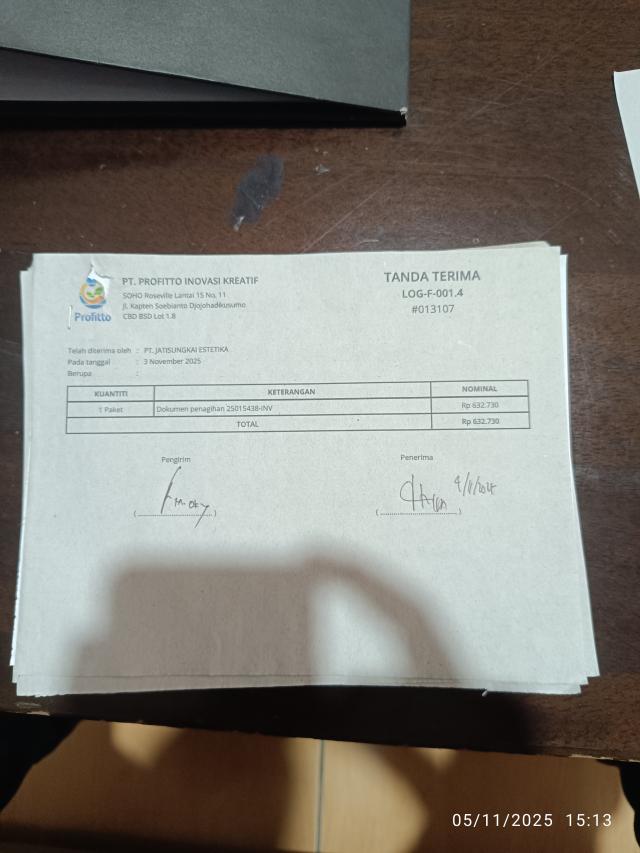 Profitto
PT. PROFITTO INOVASI KREATIF
SOHO Roseville Lantai 15 No. 11
Jl. Kapten Soebianto Djojohadikusumo
CBD BSD Lot 1.8
TANDA TERIMA
LOG-F-001.4
#013107
Telah diterima oleh : PT. JATISUNGKAI ESTETIKA
Pada tanggal : 3 November 2025
Berupa :
KUANTITI KETERANGAN NOMINAL
1 Paket Dokumen penagihan 25015438-INV Rp 632.730
TOTAL Rp 632.730
Pengirim Penerima
(....................) (....................)
05/11/2025 15:13